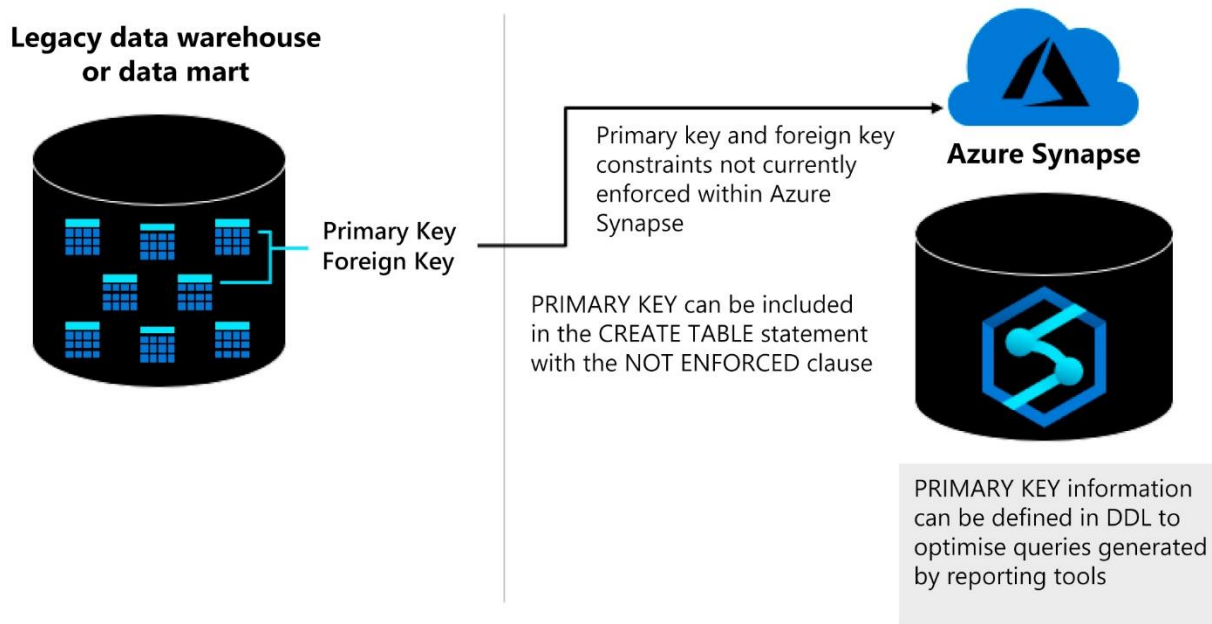 Legacy data warehouse
or data mart
Primary Key
Foreign Key
Primary key and foreign key
constraints not currently
enforced within Azure
Synapse
PRIMARY KEY can be included
in the CREATE TABLE statement
with the NOT ENFORCED clause
Azure Synapse
PRIMARY KEY information
can be defined in DDL to
optimise queries generated
by reporting tools